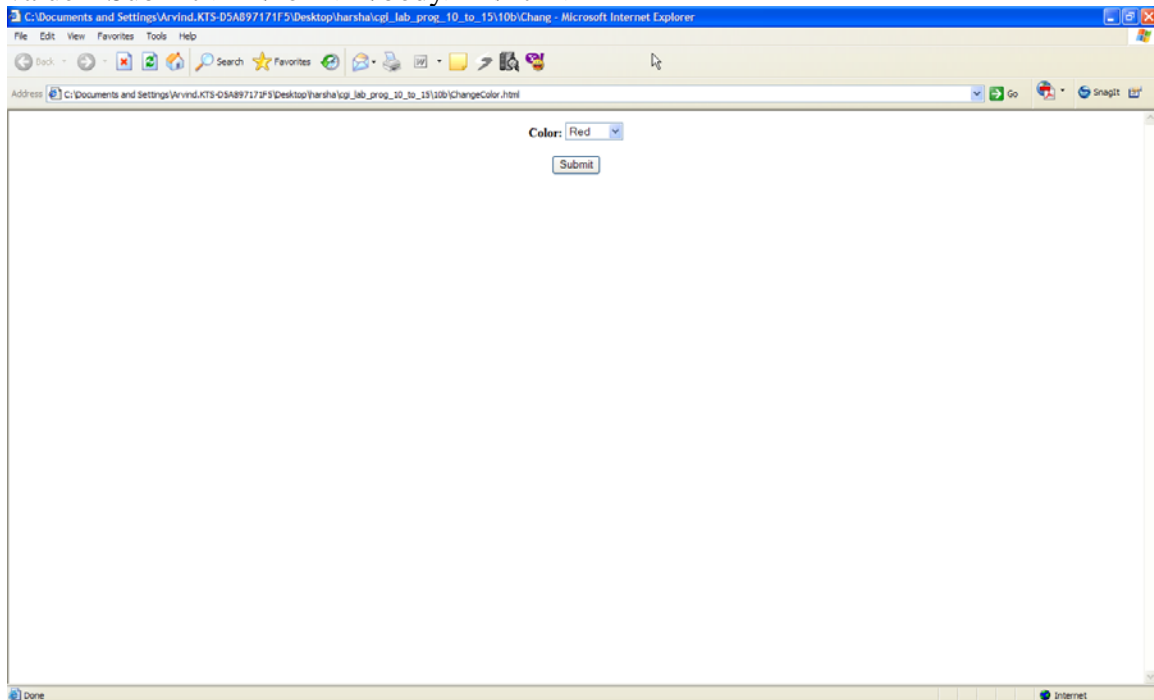 C:\Documents and Settings\Arvind.KTS-D5A897171F5\Desktop\harsha\cgi_lab_prog_10_to_15\10b\Chang - Microsoft Internet Explorer
File Edit View Favorites Tools Help
Back Search Favorites
Address C:\Documents and Settings\Arvind.KTS-D5A897171F5\Desktop\harsha\cgi_lab_prog_10_to_15\10b\ChangeColor.html Go SnagIt
Color: Red
Submit
Done Internet